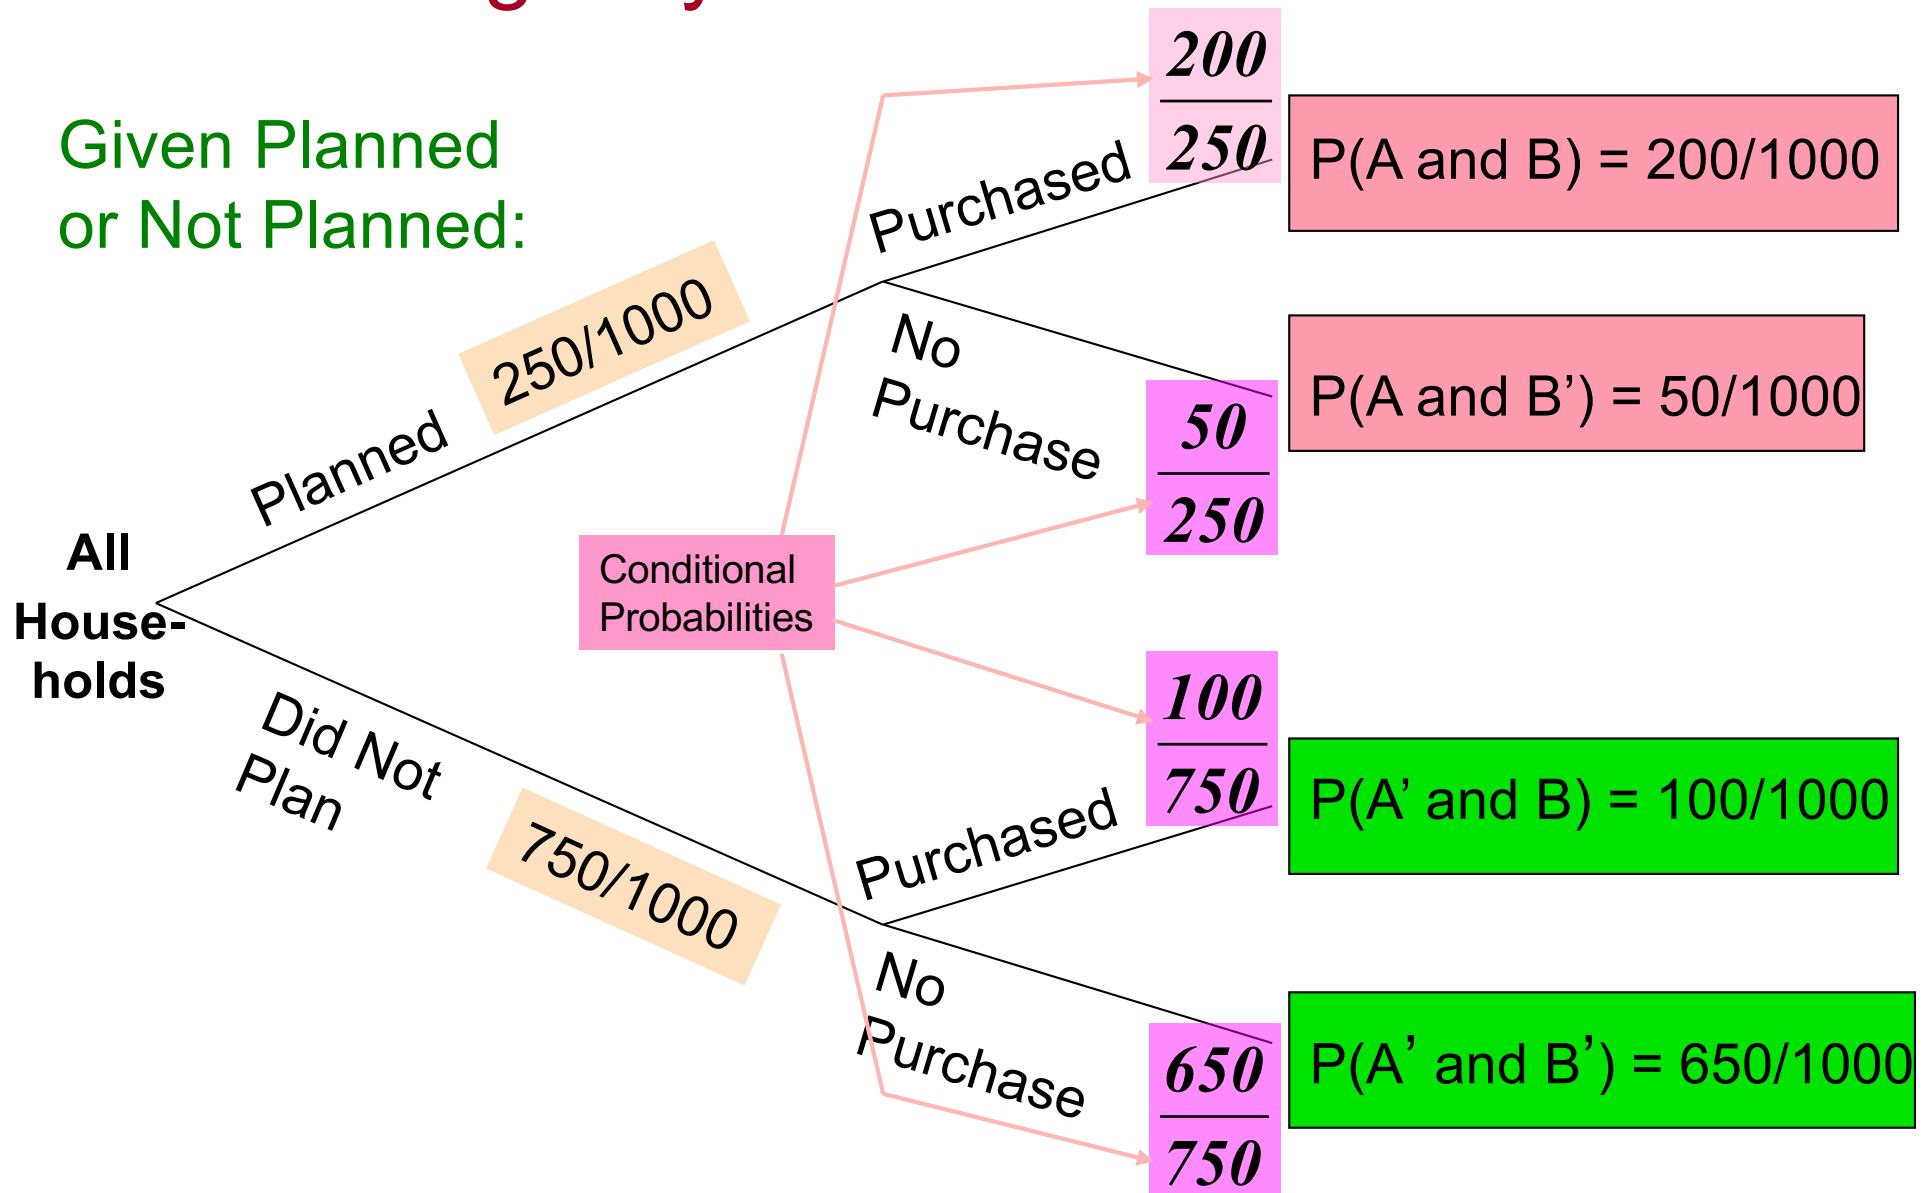 Given Planned
or Not Planned:
200
250
P(A and B) = 200/1000
Purchased
250/1000
No
Purchase
50
250
P(A and B’) = 50/1000
Planned
All
House-
holds
Conditional
Probabilities
Did Not
Plan
750/1000
100
750
P(A’ and B) = 100/1000
Purchased
No
Purchase
650
750
P(A’ and B’) = 650/1000